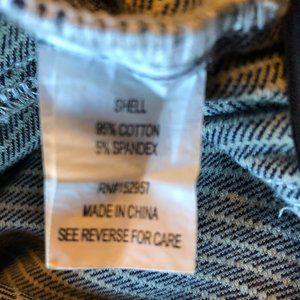 SHELL
95% COTTON
5% SPANDEX
RN#152957
MADE IN CHINA
SEE REVERSE FOR CARE